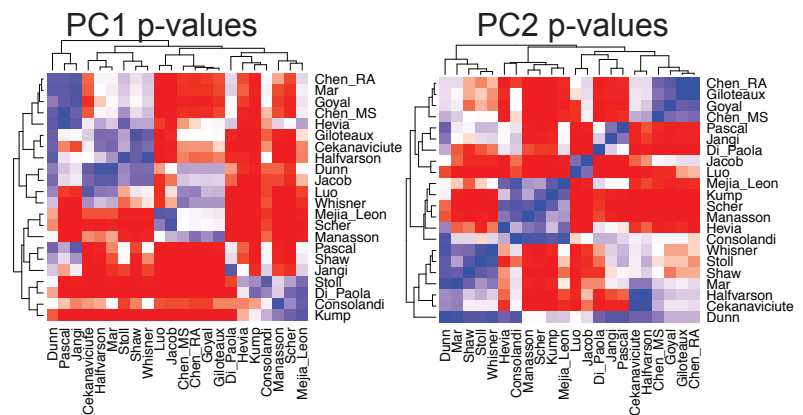 PC1 p-values
Chen_RA
Mar
Goyal
Chen_MS
Hevia
Giloteaux
Cekanaviciute
Halfvarson
Dunn
Jacob
Luo
Whisner
Mejia_Leon
Scher
Manasson
Pascal
Shaw
Jangi
Stoll
Di_Paola
Consolandi
Kump
Dunn
Pascal
Jangi
Cekanaviciute
Halfvarson
Mar
Stoll
Shaw
Whisner
Luo
Jacob
Chen_MS
Chen_RA
Goyal
Giloteaux
Di_Paola
Hevia
Kump
Consolandi
Manasson
Scher
Mejia_Leon
PC2 p-values
Chen_RA
Giloteaux
Goyal
Chen_MS
Pascal
Jangi
Di_Paola
Jacob
Luo
Mejia_Leon
Kump
Scher
Manasson
Hevia
Consolandi
Whisner
Stoll
Shaw
Mar
Halfvarson
Cekanaviciute
Dunn
Dunn
Mar
Shaw
Stoll
Whisner
Hevia
Consolandi
Manasson
Scher
Kump
Mejia_Leon
Luo
Jacob
Di_Paola
Jangi
Pascal
Cekanaviciute
Halfvarson
Chen_MS
Goyal
Giloteaux
Chen_RA